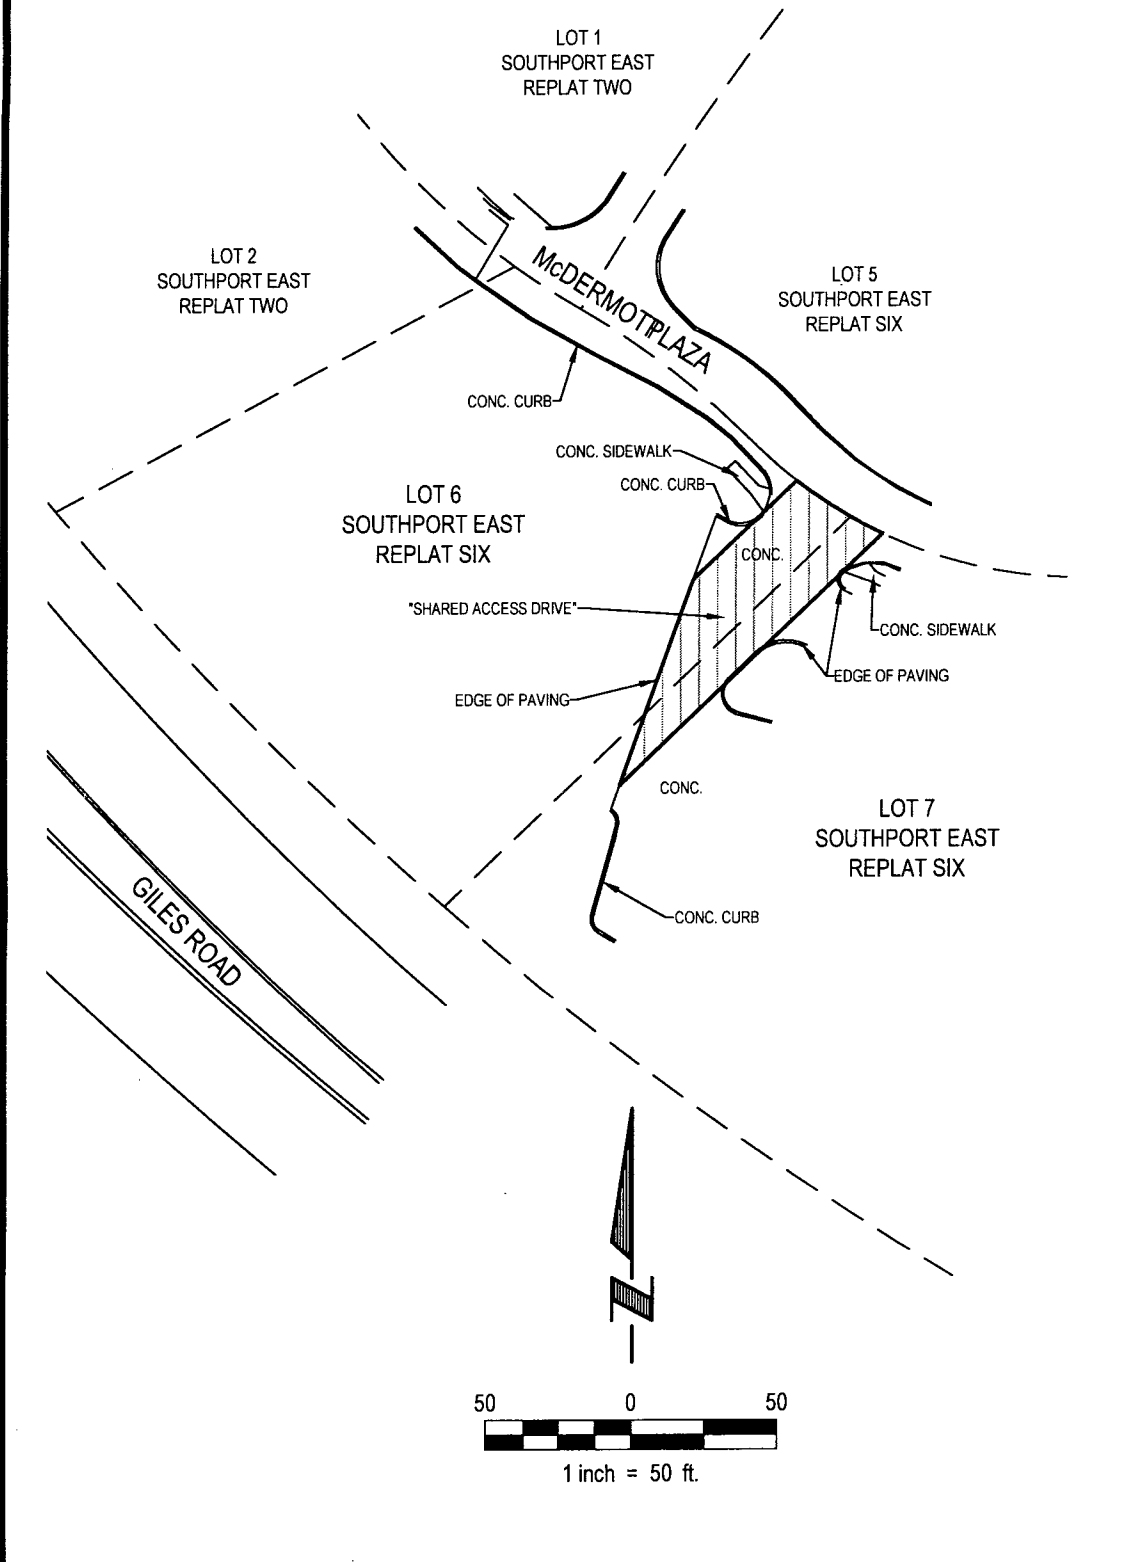 LOT 1
SOUTHPORT EAST
REPLAT TWO
LOT 2
SOUTHPORT EAST
REPLAT TWO
McDERMOTT PLAZA
LOT 5
SOUTHPORT EAST
REPLAT SIX
CONC. CURB
CONC. SIDEWALK
CONC. CURB
LOT 6
SOUTHPORT EAST
REPLAT SIX
CONC.
"SHARED ACCESS DRIVE"
CONC. SIDEWALK
EDGE OF PAVING
EDGE OF PAVING
CONC.
LOT 7
SOUTHPORT EAST
REPLAT SIX
GILES ROAD
CONC. CURB
N
50 0 50
1 inch = 50 ft.